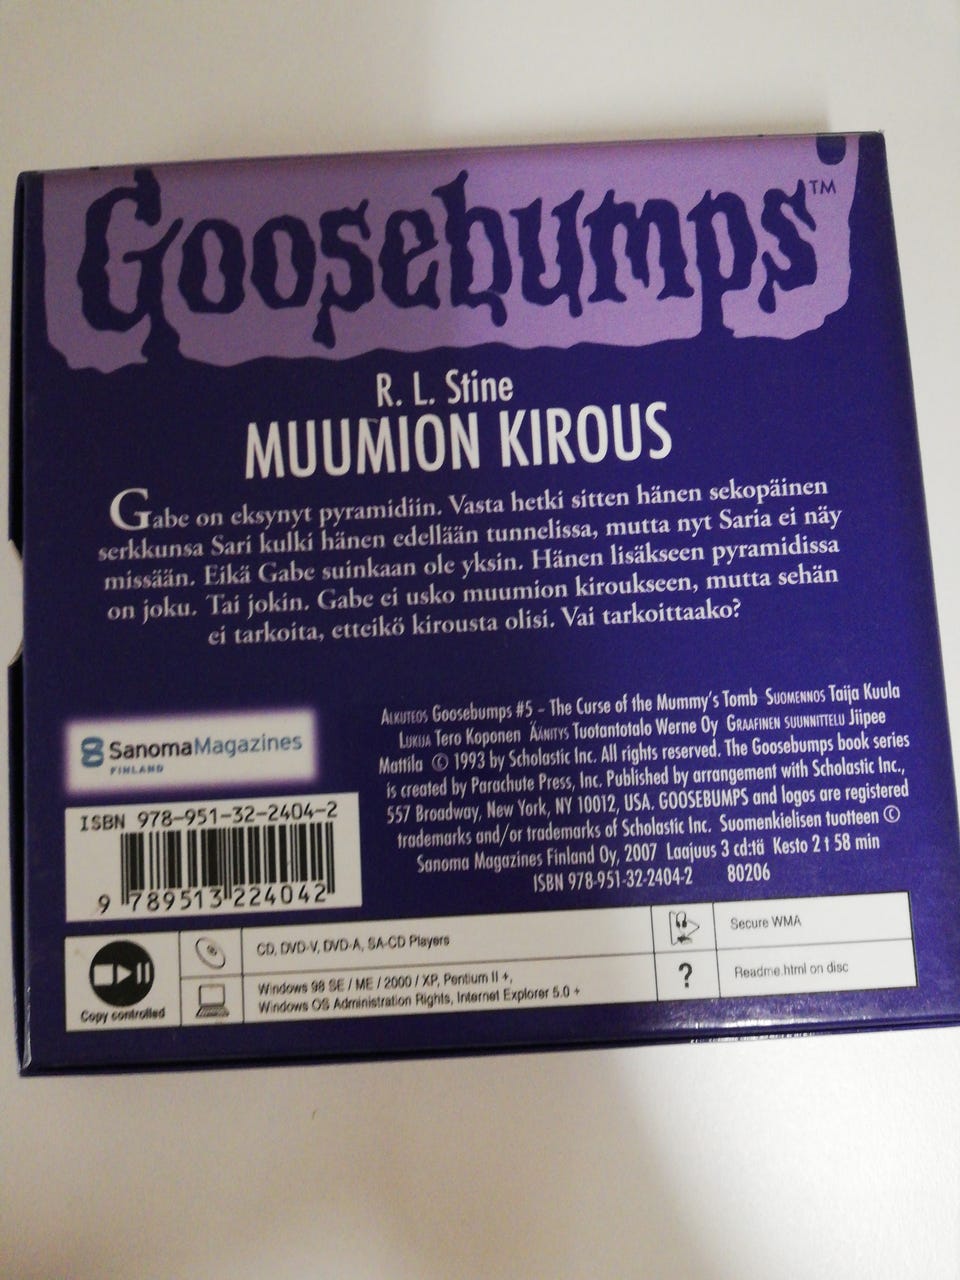 Goosebumps™
R. L. Stine
MUUMION KIROUS
Gabe on eksynyt pyramidiin. Vasta hetki sitten hänen sekopäinen
serkkunsa Sari kulki hänen edellään tunnelissa, mutta nyt Saria ei näy
missään. Eikä Gabe suinkaan ole yksin. Hänen lisäkseen pyramidissa
on joku. Tai jokin. Gabe ei usko muumion kiroukseen, mutta sehän
ei tarkoita, etteikö kirousta olisi. Vai tarkoittaako?
ALKUTEOS Goosebumps #5 – The Curse of the Mummy's Tomb SUOMENNOS Taija Kuula
LUKIJA Tero Koponen ÄÄNITYS Tuotantotalo Werne Oy GRAAFINEN SUUNNITTELU Jiipee
Mattila © 1993 by Scholastic Inc. All rights reserved. The Goosebumps book series
is created by Parachute Press, Inc. Published by arrangement with Scholastic Inc.,
557 Broadway, New York, NY 10012, USA. GOOSEBUMPS and logos are registered
trademarks and/or trademarks of Scholastic Inc. Suomenkielisen tuotteen ©
Sanoma Magazines Finland Oy, 2007 Laajuus 3 cd:tä Kesto 2 t 58 min
ISBN 978-951-32-2404-2 80206
SanomaMagazines
FINLAND
ISBN 978-951-32-2404-2
9 789513 224042
Copy controlled
CD, DVD-V, DVD-A, SA-CD Players
Windows 98 SE / ME / 2000 / XP, Pentium II +,
Windows OS Administration Rights, Internet Explorer 5.0 +
Secure WMA
?
Readme.html on disc